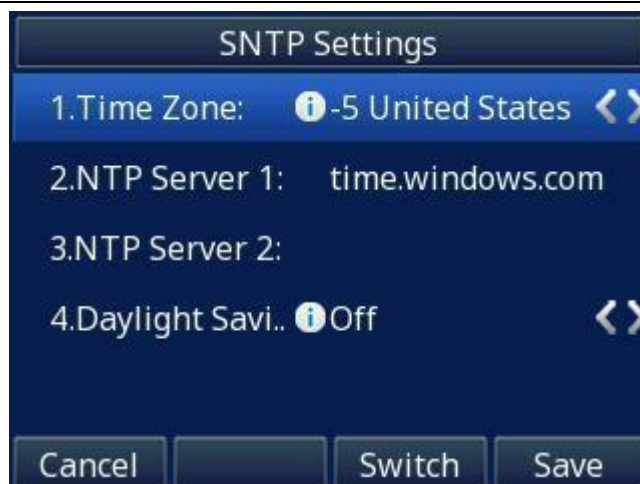 SNTP Settings
1.Time Zone: -5 United States
2.NTP Server 1: time.windows.com
3.NTP Server 2:
4.Daylight Savi.. Off
Cancel Switch Save